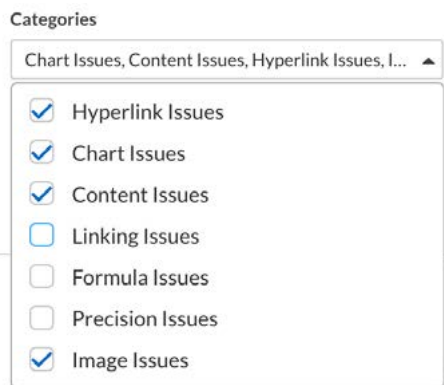 Categories
Chart Issues, Content Issues, Hyperlink Issues, I...
Hyperlink Issues
Chart Issues
Content Issues
Linking Issues
Formula Issues
Precision Issues
Image Issues